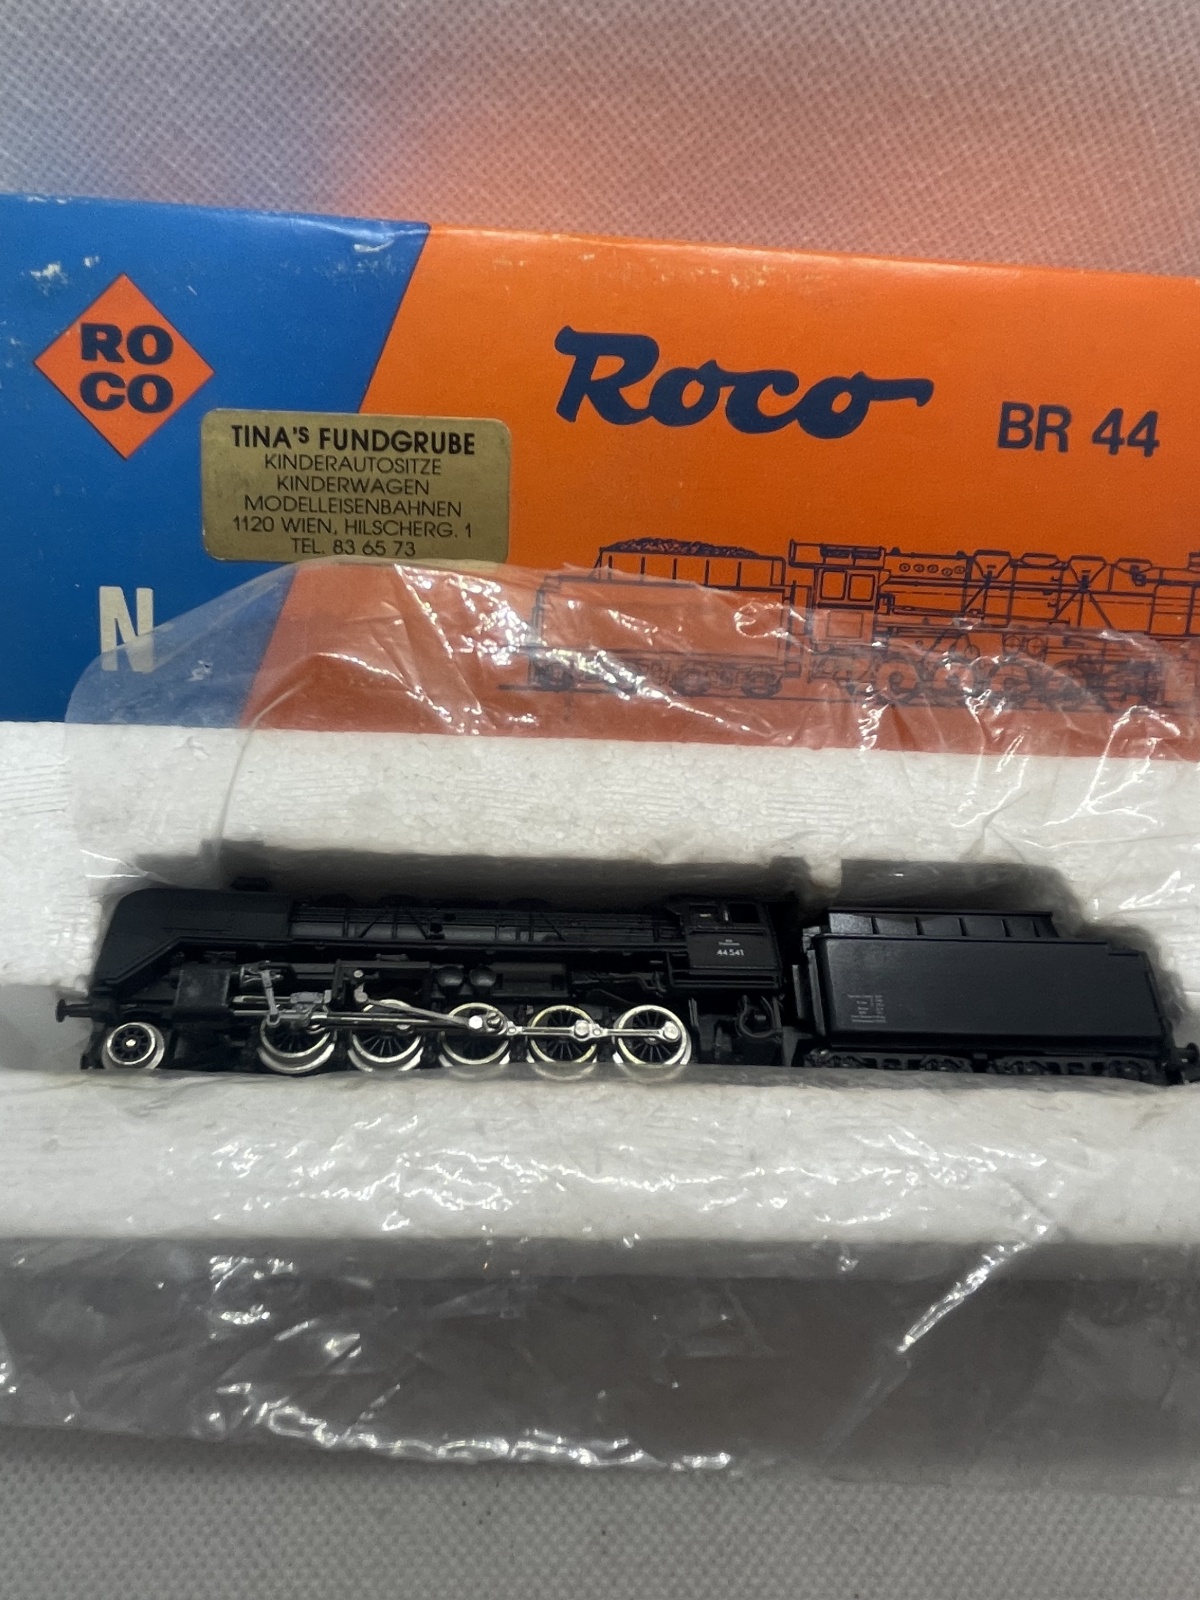 RO
CO
Roco
BR 44
TINA'S FUNDGRUBE
KINDERAUTOSITZE
KINDERWAGEN
MODELLEISENBAHNEN
1120 WIEN, HILSCHERG. 1
TEL. 83 65 73
N
44 541